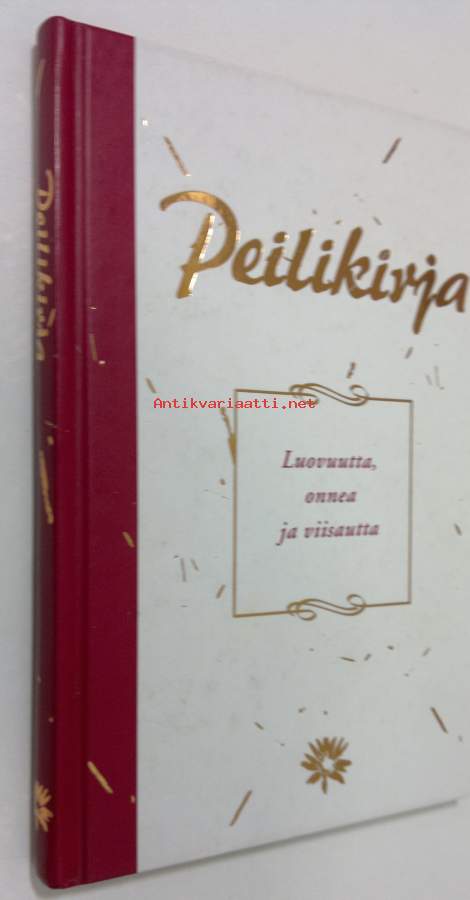 Peilikirja
Peilikirja
Antikvariaatti.net
Luovuutta,
onnea
ja viisautta